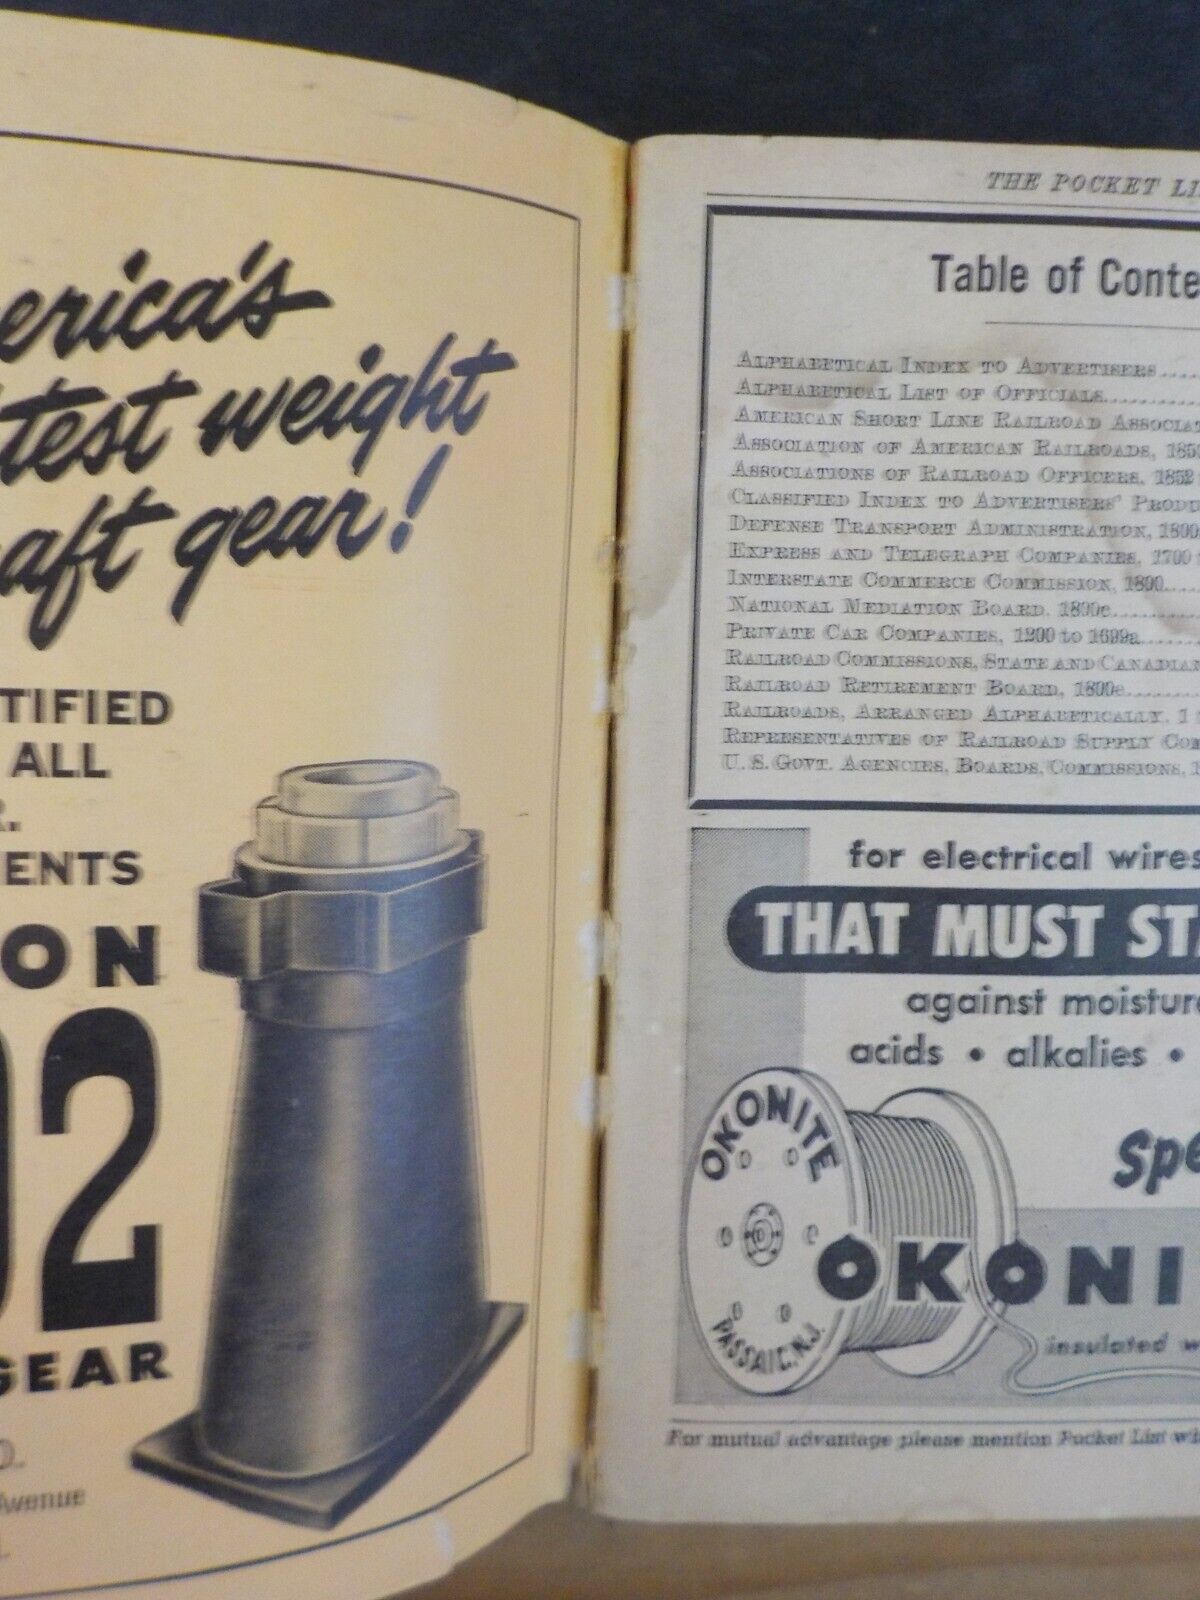 erica's
test weight
aft gear!
TIFIED
ALL
R.
ENTS
ON
02
GEAR
O.
Avenue
THE POCKET LI
Table of Conte
ALPHABETICAL INDEX TO ADVERTISERS....
ALPHABETICAL LIST OF OFFICIALS
AMERICAN SHORT LINE RAILROAD ASSOCIAT
ASSOCIATION OF AMERICAN RAILROADS, 185
ASSOCIATIONS OF RAILROAD OFFICERS, 1852
CLASSIFIED INDEX TO ADVERTISERS' PRODU
DEFENSE TRANSPORT ADMINISTRATION, 1800
EXPRESS AND TELEGRAPH COMPANIES, 1700
INTERSTATE COMMERCE COMMISSION, 1800
NATIONAL MEDIATION BOARD, 1800e
PRIVATE CAR COMPANIES, 1200 to 1699a
RAILROAD COMMISSIONS, STATE AND CANADIAN
RAILROAD RETIREMENT BOARD, 1800e
RAILROADS, ARRANGED ALPHABETICALLY, 1
REPRESENTATIVES OF RAILROAD SUPPLY COM
U. S. GOVT. AGENCIES, BOARDS, COMMISSIONS, 1
for electrical wires
THAT MUST STA
against moisture
acids • alkalies •
OKONITE
PASSAIC, N.J.
Spe
OKONI
insulated w
For mutual advantage please mention Pocket List w